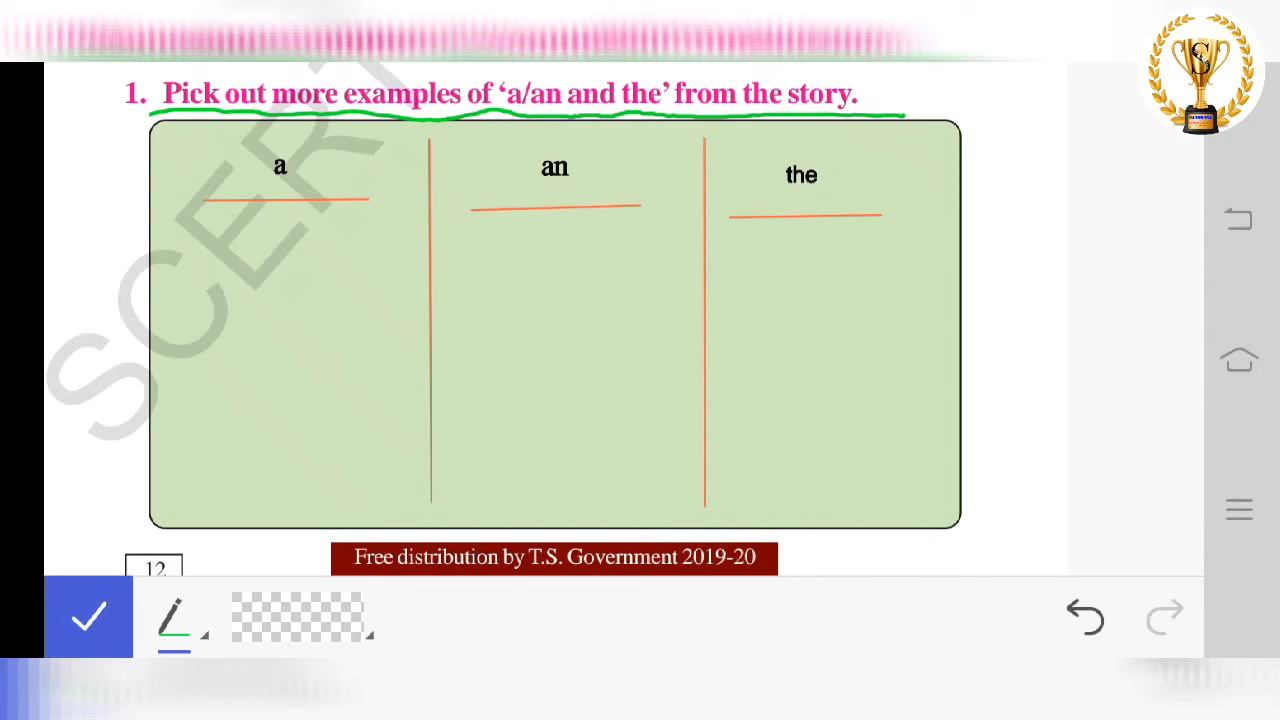 1. Pick out more examples of ‘a/an and the’ from the story.
a
an
the
SCERT
12
Free distribution by T.S. Government 2019-20
S